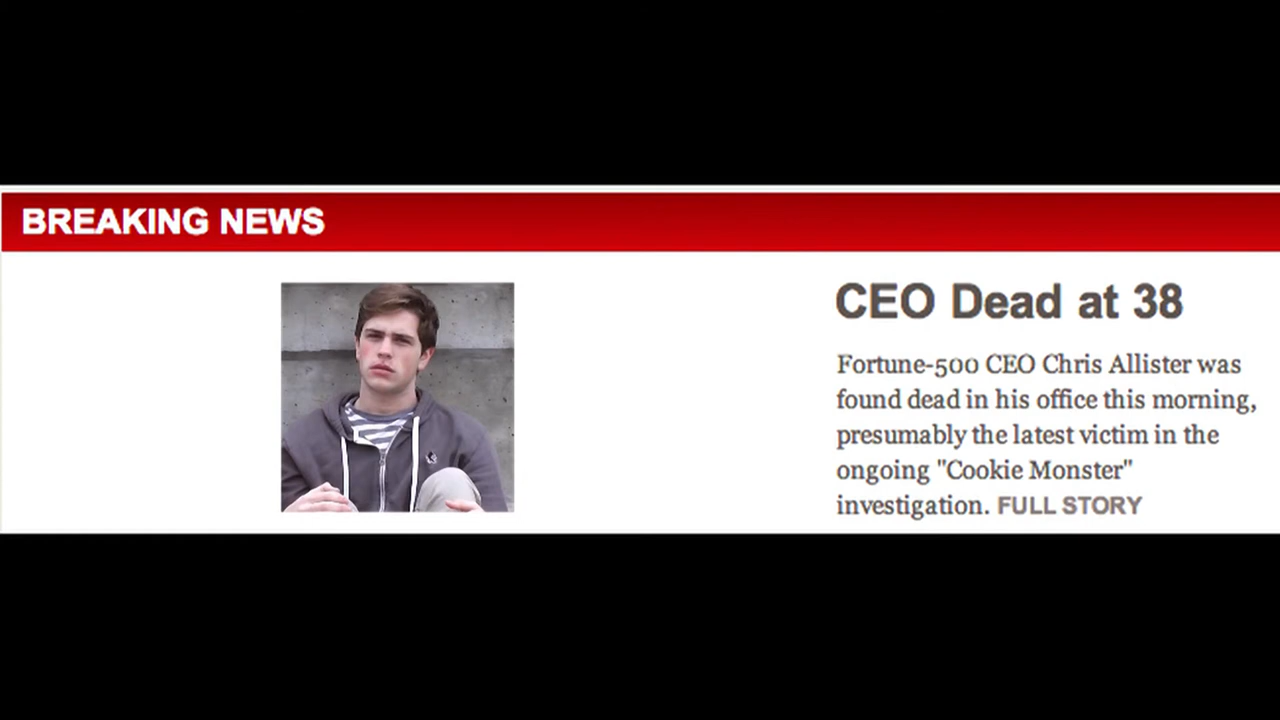 BREAKING NEWS
CEO Dead at 38
Fortune-500 CEO Chris Allister was
found dead in his office this morning,
presumably the latest victim in the
ongoing "Cookie Monster"
investigation. FULL STORY